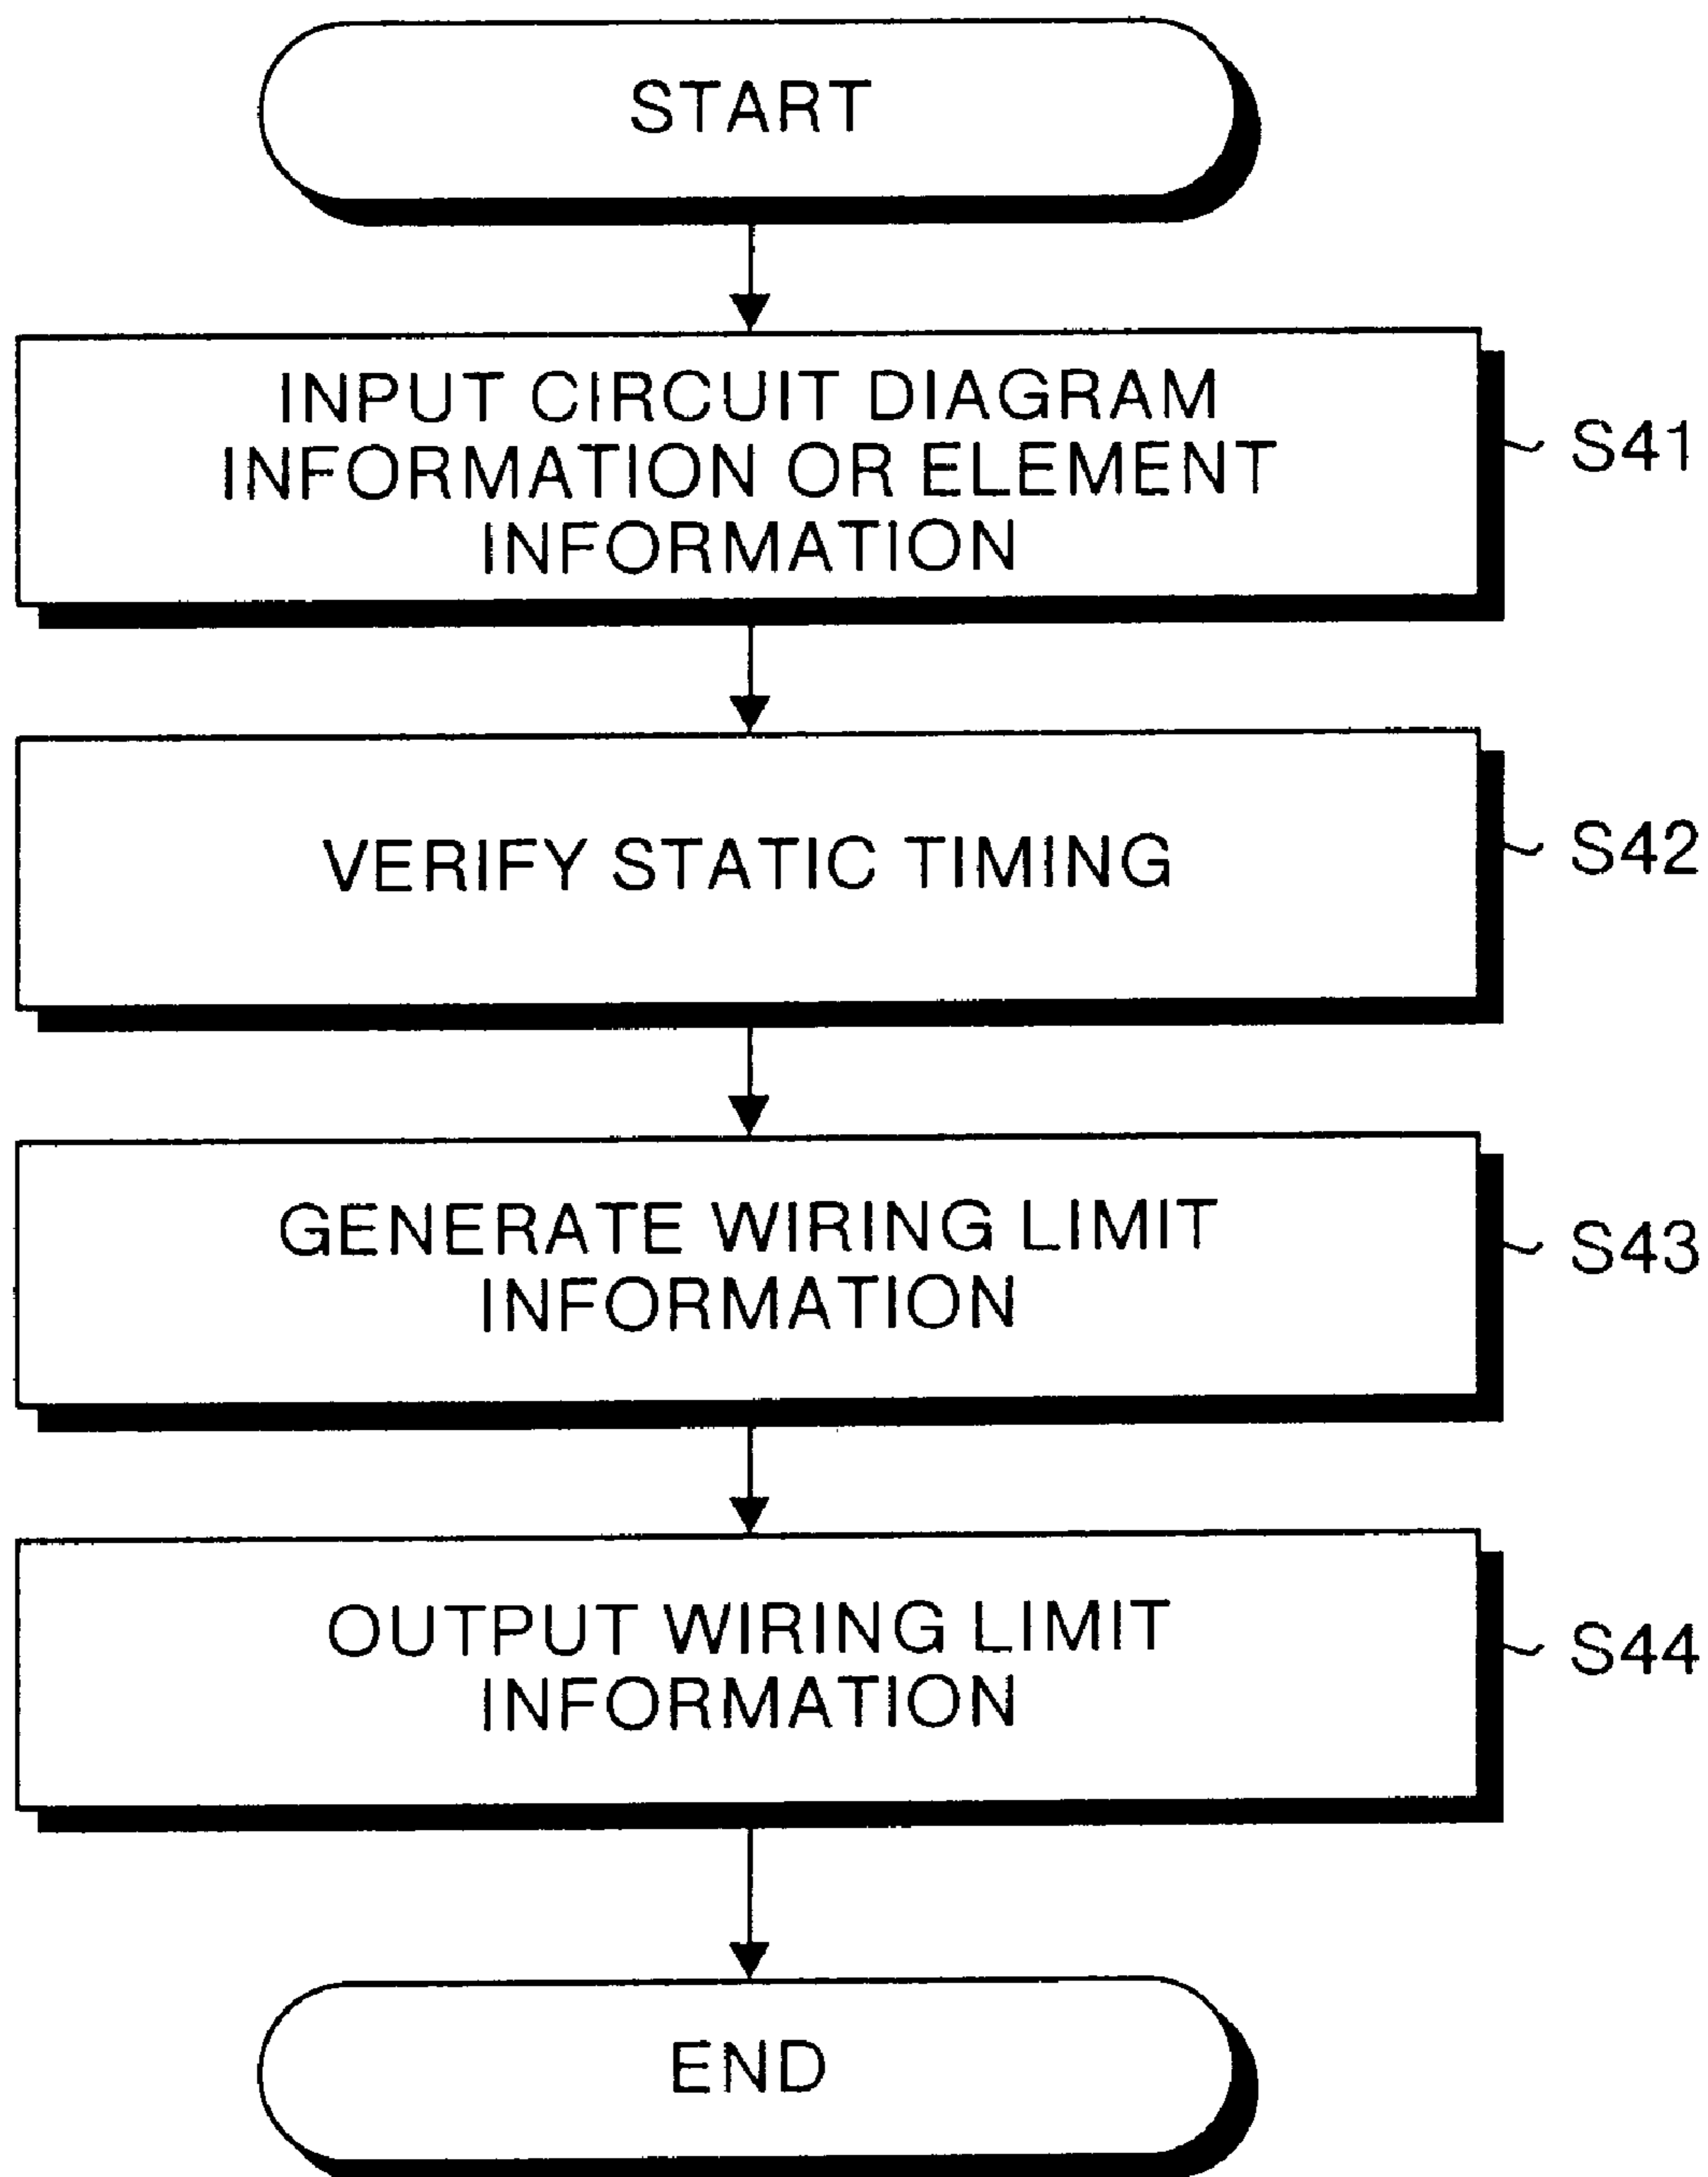 START
INPUT CIRCUIT DIAGRAM
INFORMATION OR ELEMENT
INFORMATION
S41
VERIFY STATIC TIMING
S42
GENERATE WIRING LIMIT
INFORMATION
S43
OUTPUT WIRING LIMIT
INFORMATION
S44
END